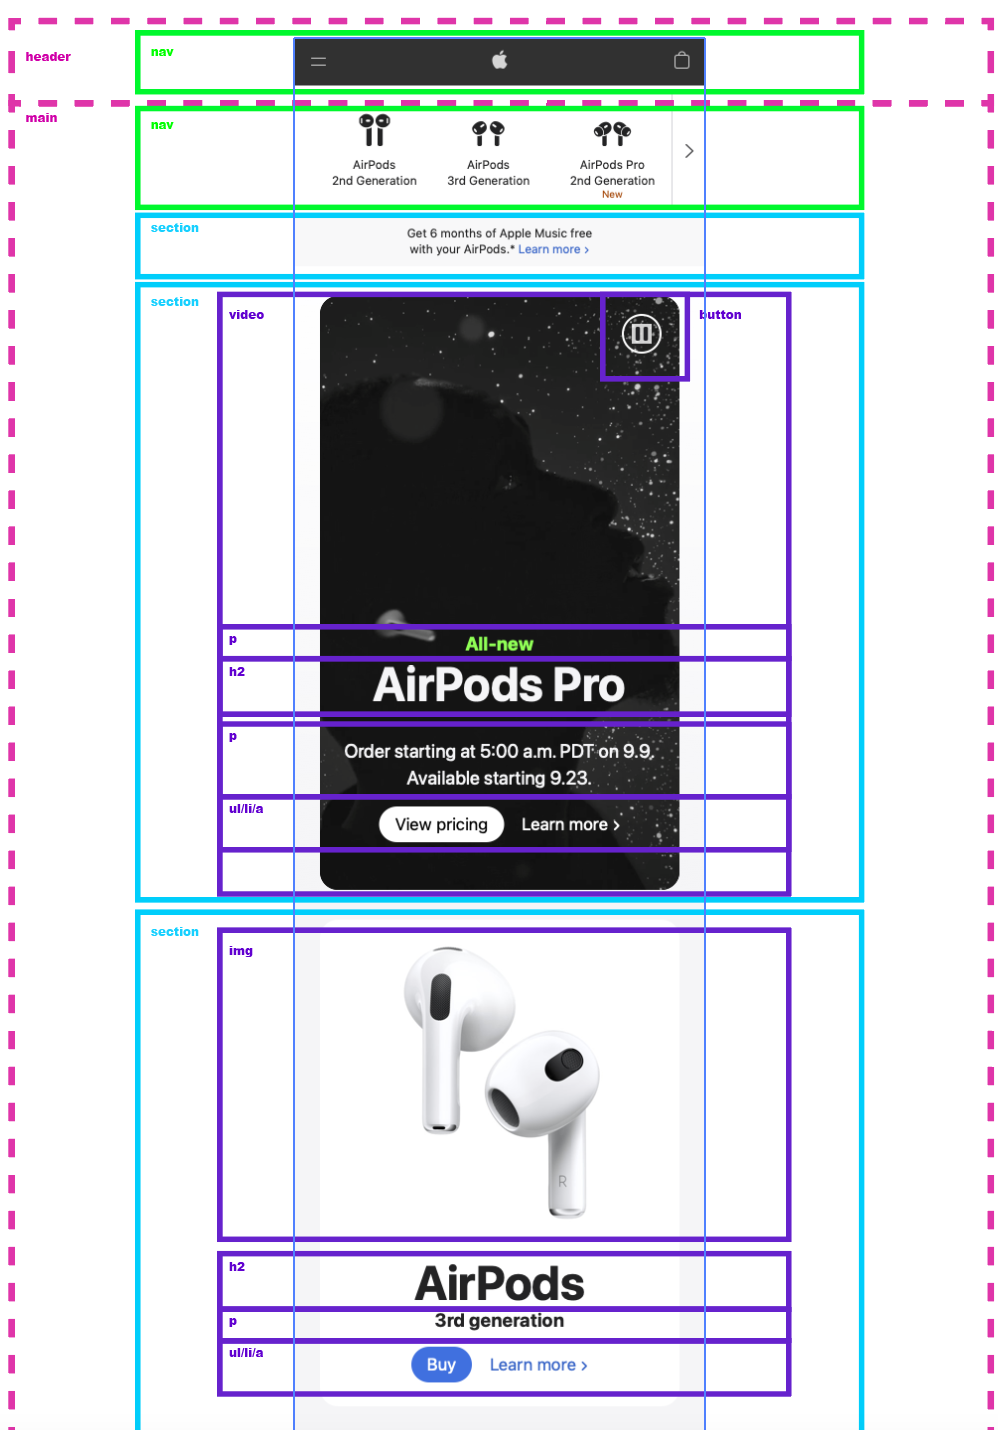 header
nav
main
nav
AirPods
2nd Generation
AirPods
3rd Generation
AirPods Pro
2nd Generation
New
section
Get 6 months of Apple Music free
with your AirPods.* Learn more >
section
video
button
p
All-new
h2
AirPods Pro
p
Order starting at 5:00 a.m. PDT on 9.9.
Available starting 9.23.
ul/li/a
View pricing
Learn more >
section
img
R
h2
AirPods
p
3rd generation
ul/li/a
Buy
Learn more >